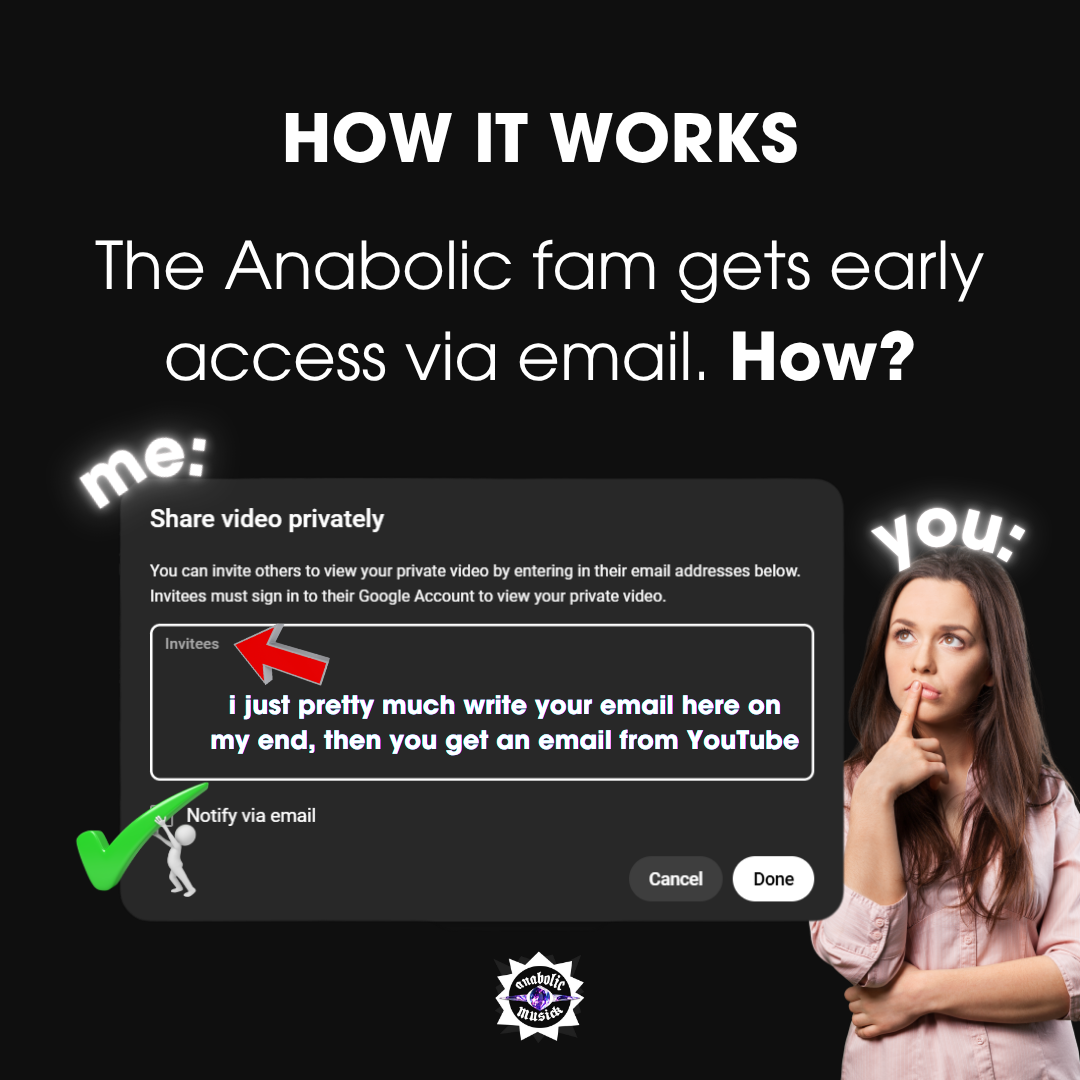 HOW IT WORKS
The Anabolic fam gets early
access via email. How?
me:
you:
Share video privately
You can invite others to view your private video by entering in their email addresses below.
Invitees must sign in to their Google Account to view your private video.
Invitees
i just pretty much write your email here on
my end, then you get an email from YouTube
Notify via email
Cancel
Done
anabolic
musick